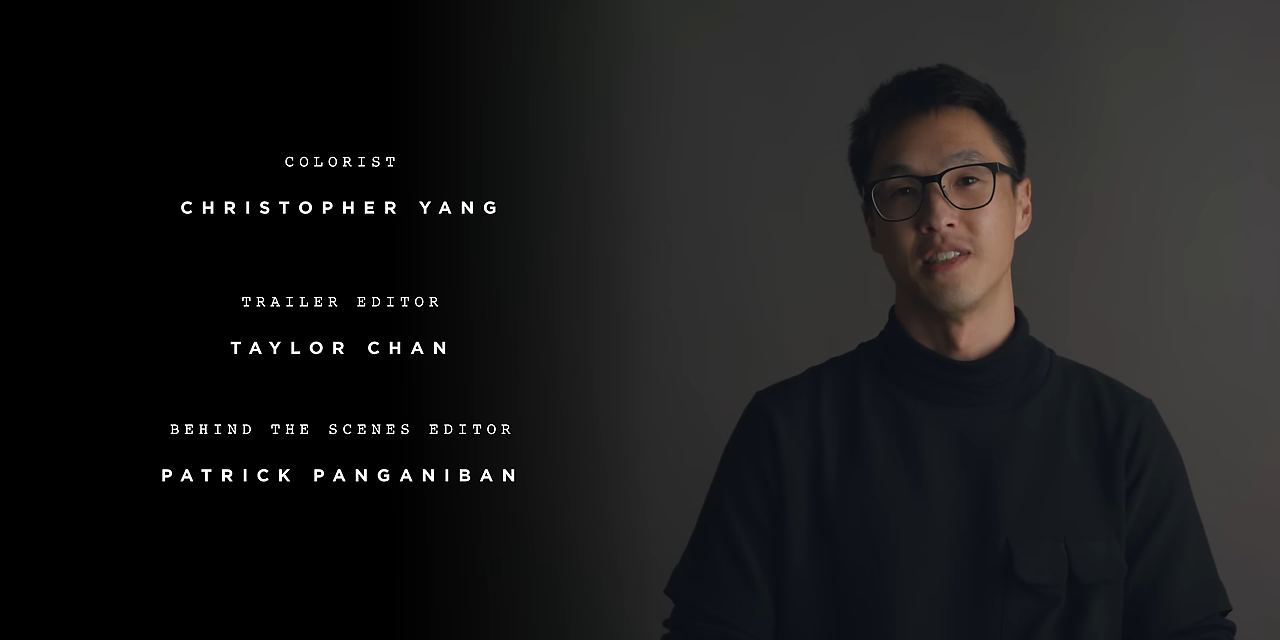 COLORIST
CHRISTOPHER YANG
TRAILER EDITOR
TAYLOR CHAN
BEHIND THE SCENES EDITOR
PATRICK PANGANIBAN